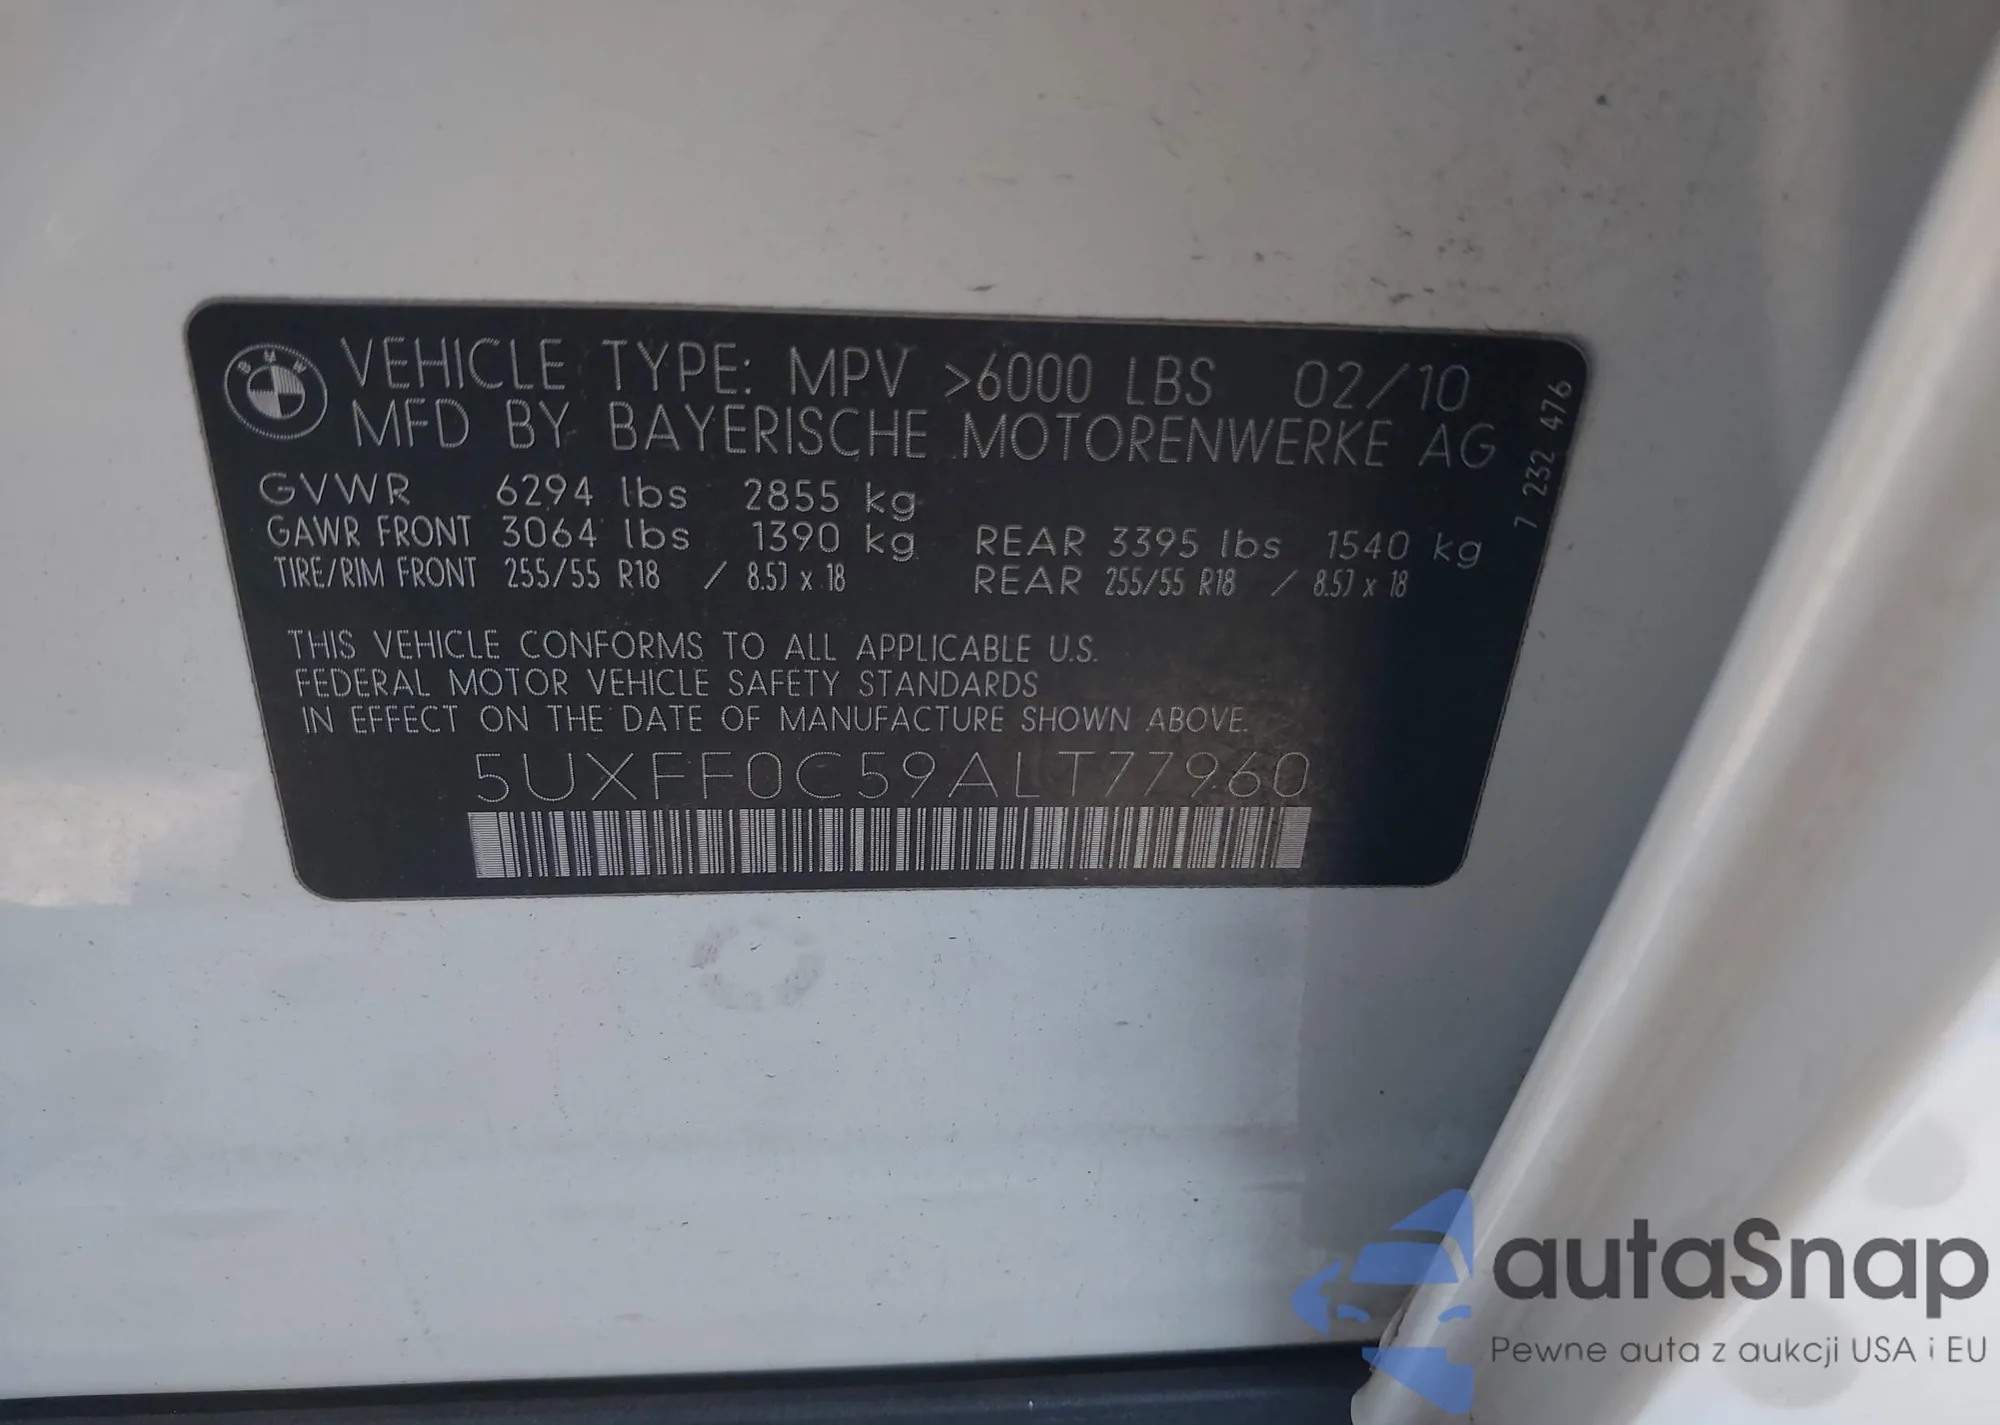 BMW
VEHICLE TYPE: MPV >6000 LBS 02/10
MFD BY BAYERISCHE MOTORENWERKE AG
GVWR 6294 lbs 2855 kg
GAWR FRONT 3064 lbs 1390 kg REAR 3395 lbs 1540 kg
TIRE/RIM FRONT 255/55 R18 / 8.5J x 18 REAR 255/55 R18 / 8.5J x 18
THIS VEHICLE CONFORMS TO ALL APPLICABLE U.S.
FEDERAL MOTOR VEHICLE SAFETY STANDARDS
IN EFFECT ON THE DATE OF MANUFACTURE SHOWN ABOVE.
5UXFF0C59ALT77960
7 232 476
autaSnap
Pewne auta z aukcji USA i EU